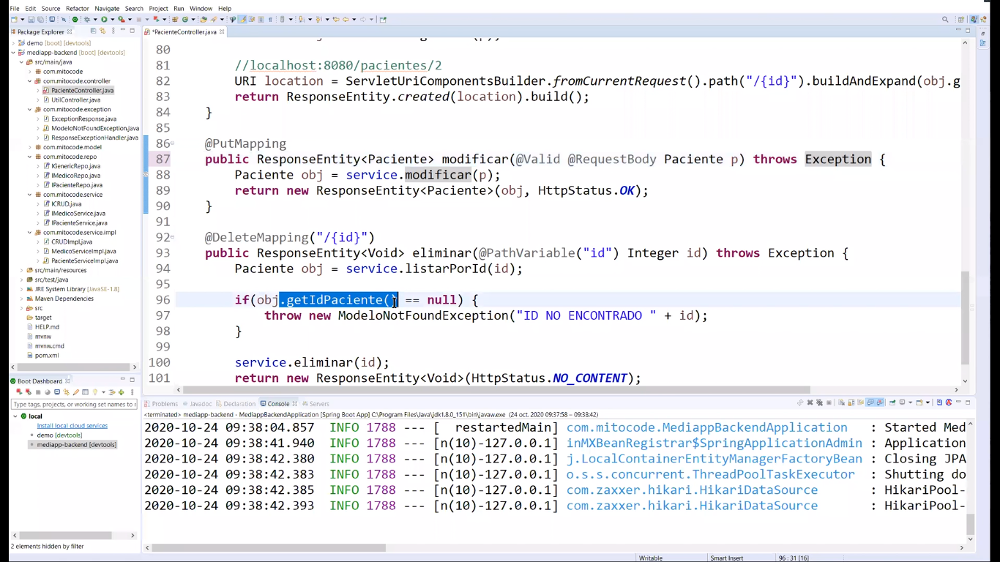 File Edit Source Refactor Navigate Search Project Run Window Help
Package Explorer
*PacienteController.java
demo [boot] [devtools]
mediapp-backend [boot] [devtools]
src/main/java
com.mitocode
com.mitocode.controller
PacienteController.java
UtilController.java
com.mitocode.exception
ExceptionResponse.java
ModeloNotFoundException.java
ResponseExceptionHandler.java
com.mitocode.model
com.mitocode.repo
IGenericRepo.java
IMedicoRepo.java
IPacienteRepo.java
com.mitocode.service
ICRUD.java
IMedicoService.java
IPacienteService.java
com.mitocode.service.impl
CRUDImpl.java
MedicoServiceImpl.java
PacienteServiceImpl.java
src/main/resources
src/test/java
JRE System Library [JavaSE-1.8]
Maven Dependencies
src
target
HELP.md
mvnw
mvnw.cmd
pom.xml
80
81 //localhost:8080/pacientes/2
82 URI location = ServletUriComponentsBuilder.fromCurrentRequest().path("/{id}").buildAndExpand(obj.g
83 return ResponseEntity.created(location).build();
84 }
85
86 @PutMapping
87 public ResponseEntity<Paciente> modificar(@Valid @RequestBody Paciente p) throws Exception {
88 Paciente obj = service.modificar(p);
89 return new ResponseEntity<Paciente>(obj, HttpStatus.OK);
90 }
91
92 @DeleteMapping("/{id}")
93 public ResponseEntity<Void> eliminar(@PathVariable("id") Integer id) throws Exception {
94 Paciente obj = service.listarPorId(id);
95
96 if(obj.getIdPaciente() == null) {
97 throw new ModeloNotFoundException("ID NO ENCONTRADO " + id);
98 }
99
100 service.eliminar(id);
101 return new ResponseEntity<Void>(HttpStatus.NO_CONTENT);
Boot Dashboard
Type tags, projects, or working set names to
local
Install local cloud services
demo [devtools]
mediapp-backend [devtools]
2 elements hidden by filter
Problems Javadoc Declaration Console Servers
<terminated> mediapp-backend - MediappBackendApplication [Spring Boot App] C:\Program Files\Java\jdk1.8.0_151\bin\javaw.exe (24 oct. 2020 09:37:58 – 09:38:42)
2020-10-24 09:38:04.857 INFO 1788 --- [ restartedMain] com.mitocode.MediappBackendApplication : Started Med
2020-10-24 09:38:41.940 INFO 1788 --- [n(10)-127.0.0.1] inMXBeanRegistrar$SpringApplicationAdmin : Application
2020-10-24 09:38:42.380 INFO 1788 --- [n(10)-127.0.0.1] j.LocalContainerEntityManagerFactoryBean : Closing JPA
2020-10-24 09:38:42.383 INFO 1788 --- [n(10)-127.0.0.1] o.s.s.concurrent.ThreadPoolTaskExecutor : Shutting do
2020-10-24 09:38:42.385 INFO 1788 --- [n(10)-127.0.0.1] com.zaxxer.hikari.HikariDataSource : HikariPool-
2020-10-24 09:38:42.393 INFO 1788 --- [n(10)-127.0.0.1] com.zaxxer.hikari.HikariDataSource : HikariPool-
Writable Smart Insert 96 : 31 [16]